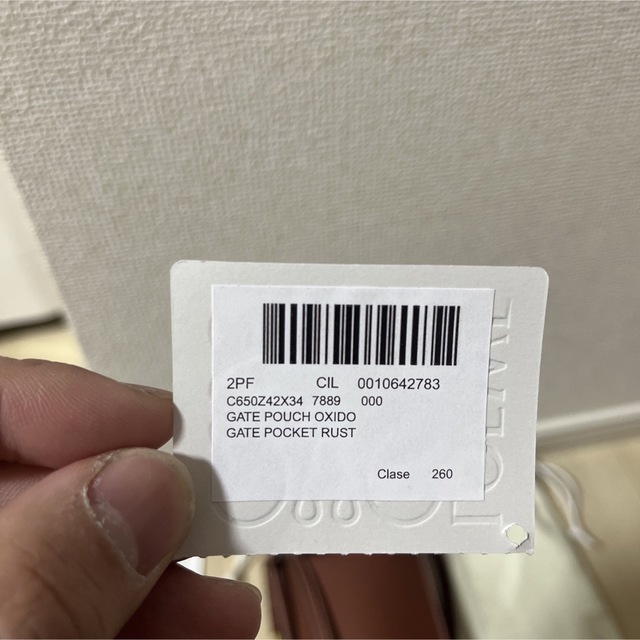 2PF CIL 0010642783
C650Z42X34 7889 000
GATE POUCH OXIDO
GATE POCKET RUST
Clase 260